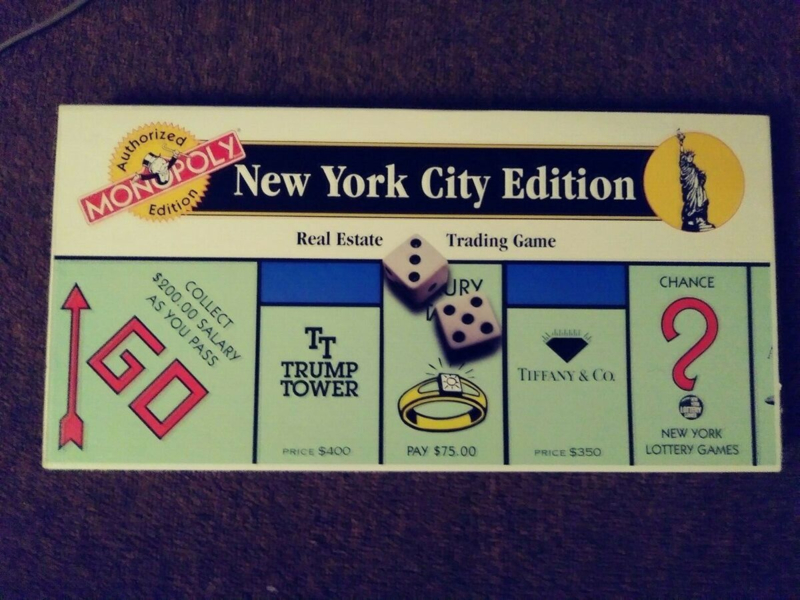 Authorized
MONOPOLY
Edition
New York City Edition
Real Estate Trading Game
COLLECT
$200.00 SALARY
AS YOU PASS
GO
TT
TRUMP
TOWER
PRICE $400
PAY $75.00
TIFFANY & CO.
PRICE $350
CHANCE
NEW YORK
LOTTERY GAMES